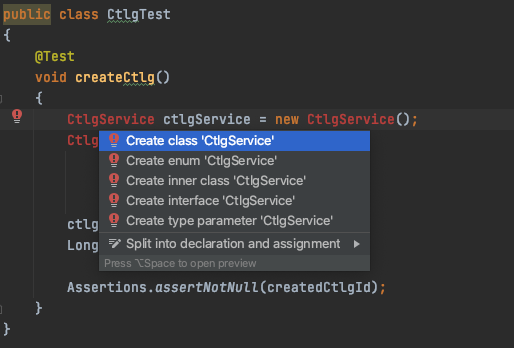 public class CtlgTest
{
@Test
void createCtlg()
{
CtlgService ctlgService = new CtlgService();
Ctlg
Create class 'CtlgService'
Create enum 'CtlgService'
Create inner class 'CtlgService'
Create interface 'CtlgService'
Create type parameter 'CtlgService'
ctlg
Split into declaration and assignment
Long
Press ⌥Space to open preview
Assertions.assertNotNull(createdCtlgId);
}
}